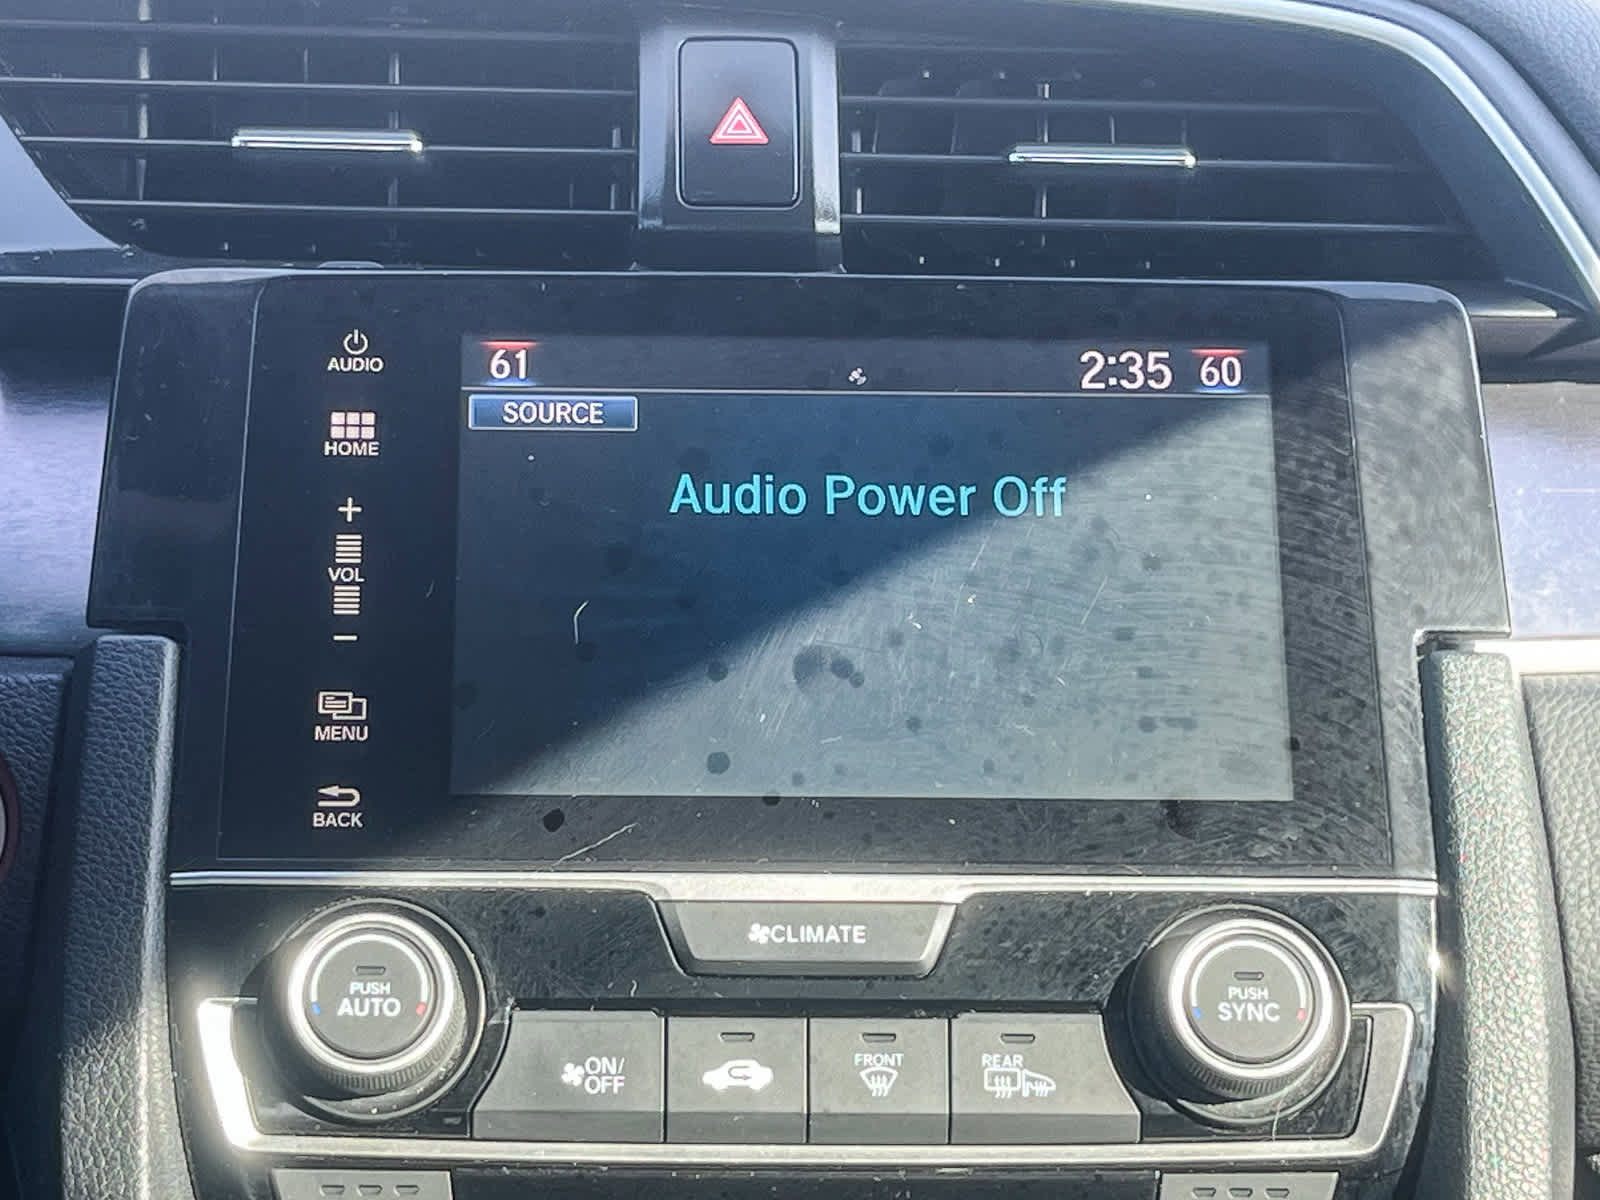 AUDIO
HOME
+
VOL
−
MENU
BACK
61
2:35 60
SOURCE
Audio Power Off
CLIMATE
PUSH
AUTO
ON/
OFF
FRONT
REAR
PUSH
SYNC